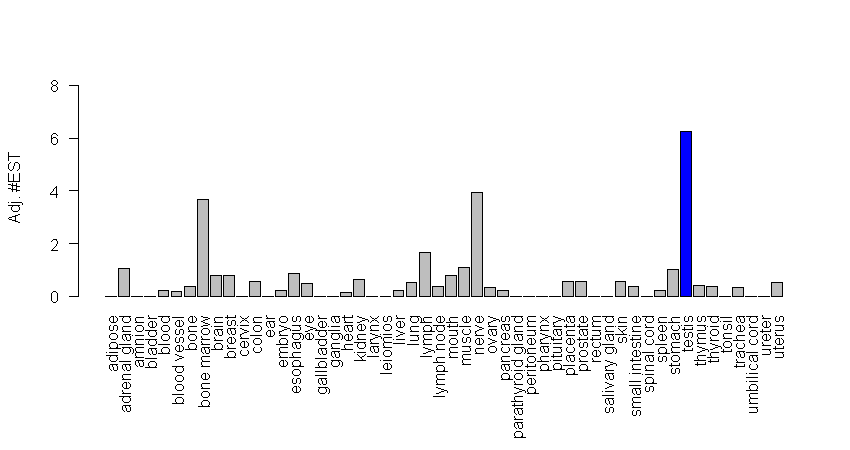 8
6
4
2
0
Adj. #EST
adipose
adrenal gland
amnion
bladder
blood
blood vessel
bone
bone marrow
brain
breast
cervix
colon
ear
embryo
esophagus
eye
gallbladder
ganglia
heart
kidney
larynx
leiomios
liver
lung
lymph
lymph node
mouth
muscle
nerve
ovary
pancreas
parathyroid gland
peritoneum
pharynx
pituitary
placenta
prostate
rectum
salivary gland
skin
small intestine
spinal cord
spleen
stomach
testis
thymus
thyroid
tonsil
trachea
umbilical cord
ureter
uterus